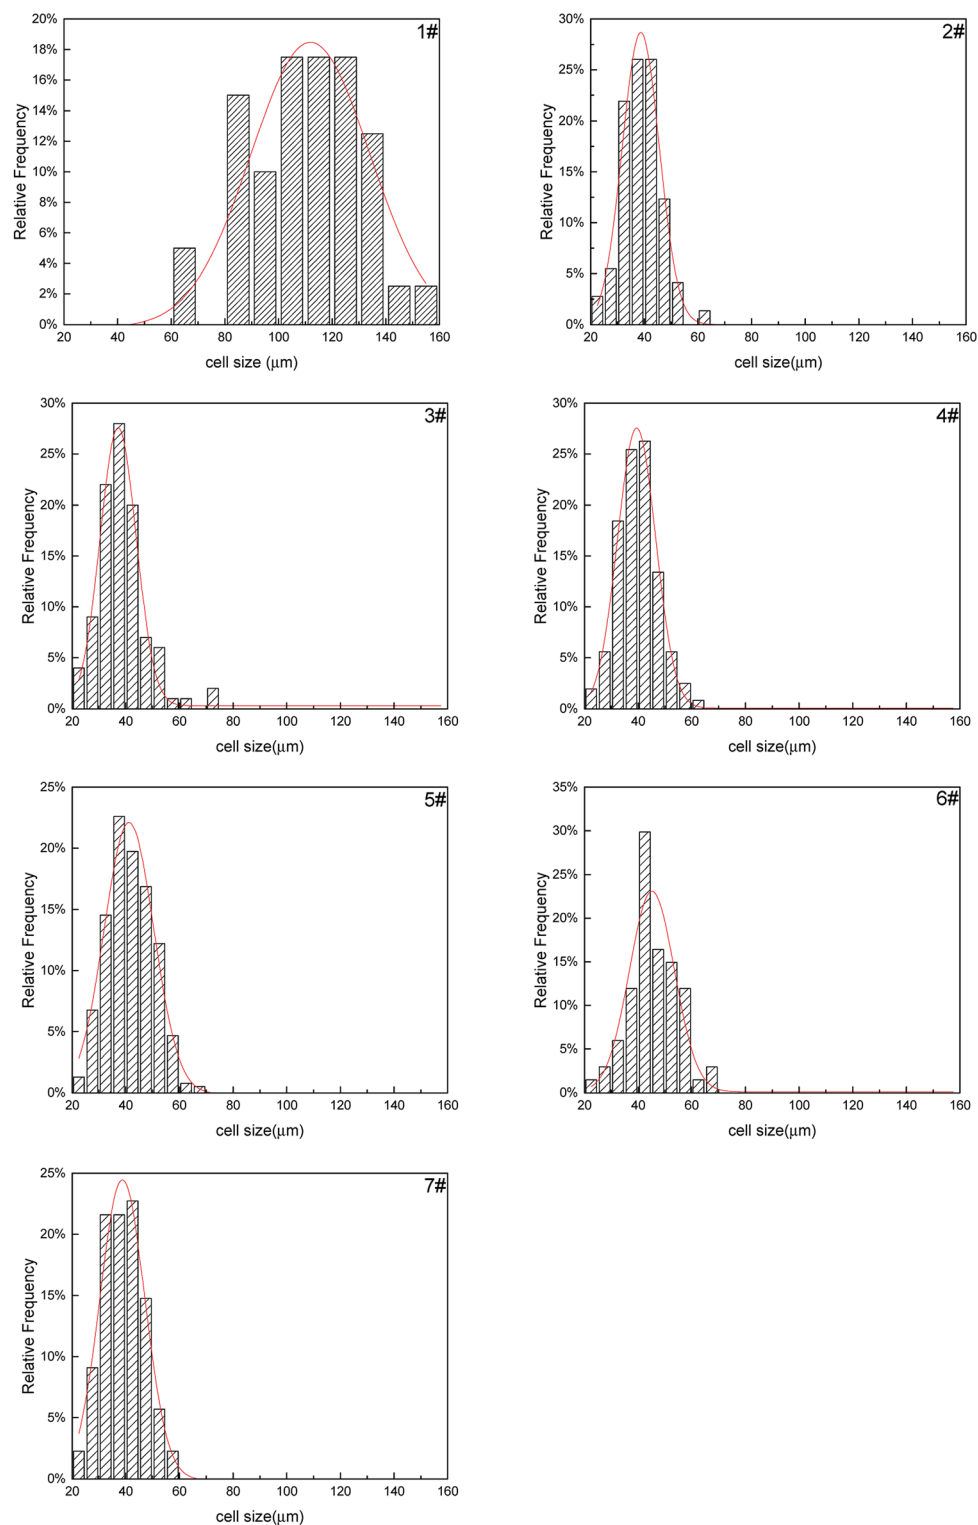 1#
20%
18%
16%
14%
12%
10%
8%
6%
4%
2%
0%
Relative Frequency
20 40 60 80 100 120 140 160
cell size (μm)
2#
30%
25%
20%
15%
10%
5%
0%
Relative Frequency
20 40 60 80 100 120 140 160
cell size(μm)
3#
30%
25%
20%
15%
10%
5%
0%
Relative Frequency
20 40 60 80 100 120 140 160
cell size(μm)
4#
30%
25%
20%
15%
10%
5%
0%
Relative Frequency
20 40 60 80 100 120 140 160
cell size(μm)
5#
25%
20%
15%
10%
5%
0%
Relative Frequency
20 40 60 80 100 120 140 160
cell size(μm)
6#
35%
30%
25%
20%
15%
10%
5%
0%
Relative Frequency
20 40 60 80 100 120 140 160
cell size(μm)
7#
25%
20%
15%
10%
5%
0%
Relative Frequency
20 40 60 80 100 120 140 160
cell size(μm)